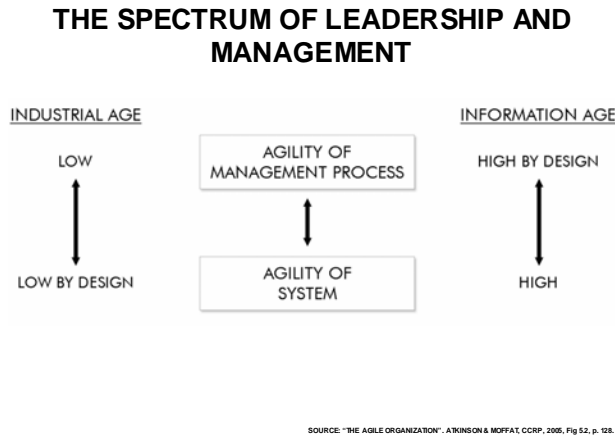 THE SPECTRUM OF LEADERSHIP AND
MANAGEMENT
INDUSTRIAL AGE
INFORMATION AGE
LOW
AGILITY OF
MANAGEMENT PROCESS
HIGH BY DESIGN
LOW BY DESIGN
AGILITY OF
SYSTEM
HIGH
SOURCE: "THE AGILE ORGANIZATION". ATKINSON & MOFFAT, CCRP, 2005, Fig 5.2, p. 128.